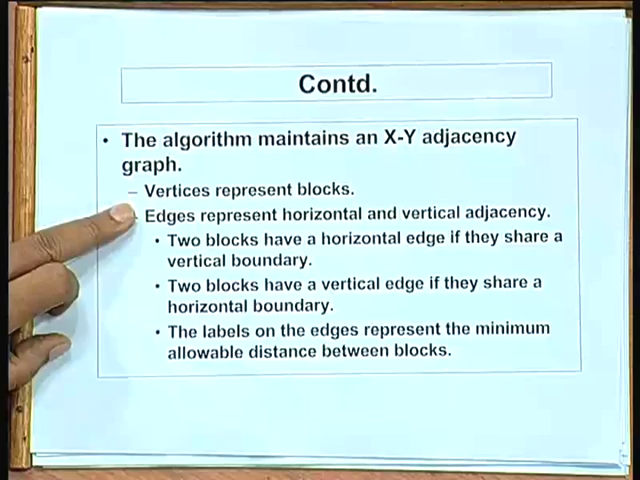 Contd.
• The algorithm maintains an X-Y adjacency
graph.
– Vertices represent blocks.
Edges represent horizontal and vertical adjacency.
• Two blocks have a horizontal edge if they share a
vertical boundary.
• Two blocks have a vertical edge if they share a
horizontal boundary.
• The labels on the edges represent the minimum
allowable distance between blocks.